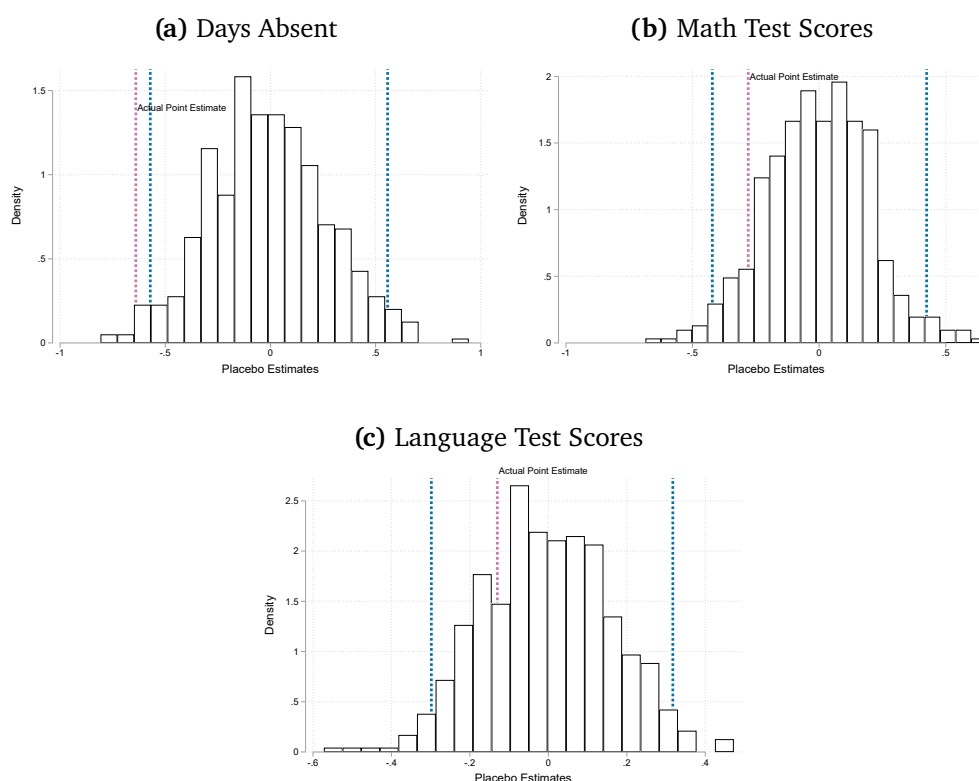 (a) Days Absent
1.5
1
.5
0
Density
Actual Point Estimate
-1
-.5
0
.5
1
Placebo Estimates
(b) Math Test Scores
2
1.5
1
.5
0
Density
Actual Point Estimate
-1
-.5
0
.5
Placebo Estimates
(c) Language Test Scores
2.5
2
1.5
1
.5
0
Density
Actual Point Estimate
-.6
-.4
-.2
0
.2
.4
Placebo Estimates